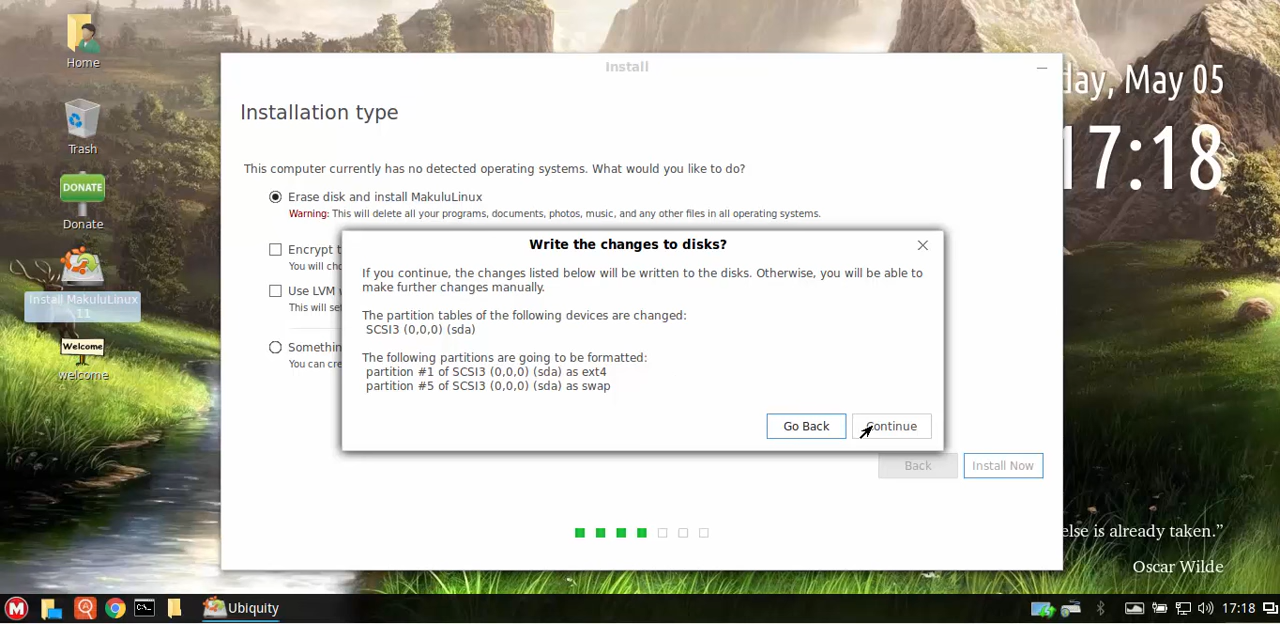 Home
Trash
DONATE
Donate
Install MakuluLinux
11
Welcome
welcome
Install
Installation type
This computer currently has no detected operating systems. What would you like to do?
Erase disk and install MakuluLinux
Warning: This will delete all your programs, documents, photos, music, and any other files in all operating systems.
Encrypt t
You will cho
Use LVM
This will se
Somethin
You can cre
Write the changes to disks?
If you continue, the changes listed below will be written to the disks. Otherwise, you will be able to
make further changes manually.
The partition tables of the following devices are changed:
SCSI3 (0,0,0) (sda)
The following partitions are going to be formatted:
partition #1 of SCSI3 (0,0,0) (sda) as ext4
partition #5 of SCSI3 (0,0,0) (sda) as swap
Go Back
Continue
Back
Install Now
day, May 05
17:18
else is already taken.”
Oscar Wilde
M
Ubiquity
17:18